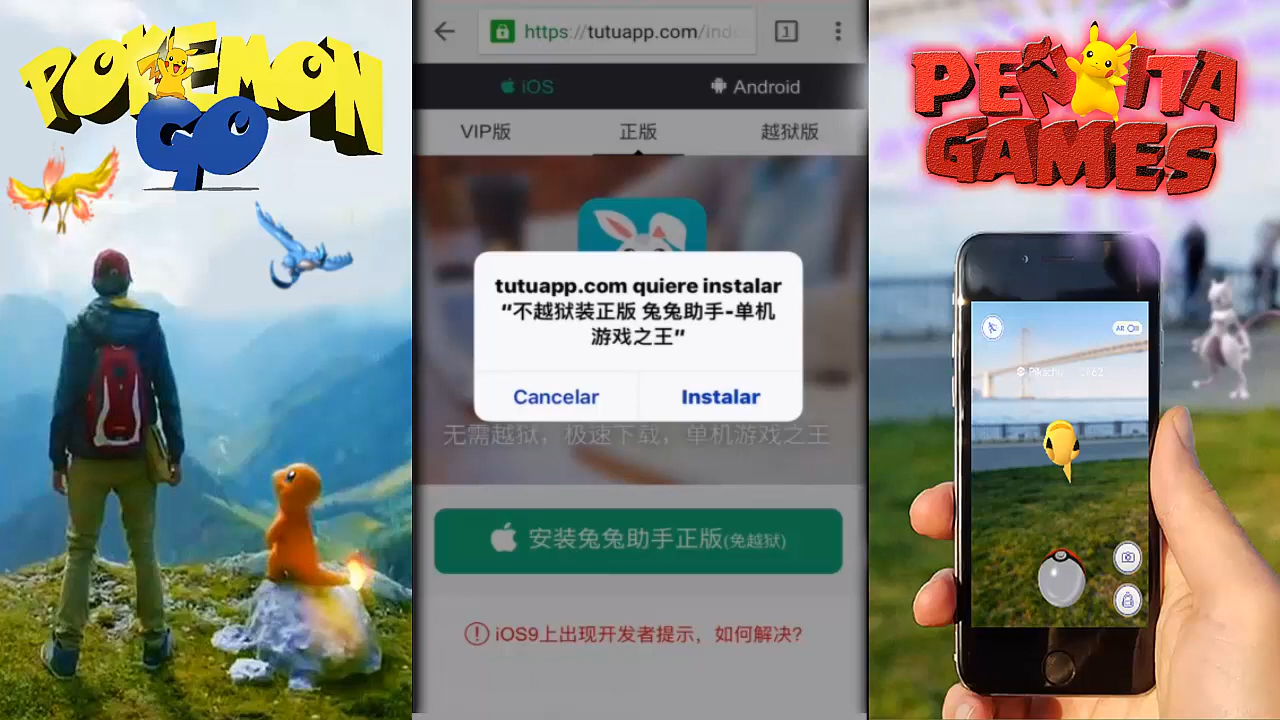 POKEMON
GO
https://tutuapp.com/inde
1
iOS
Android
VIP版
正版
越狱版
tutuapp.com quiere instalar
“不越狱装正版 兔兔助手-单机
游戏之王”
Cancelar
Instalar
无需越狱，极速下载，单机游戏之王
安装兔兔助手正版(免越狱)
iOS9上出现开发者提示，如何解决?
GAMES
AR
Pikachu